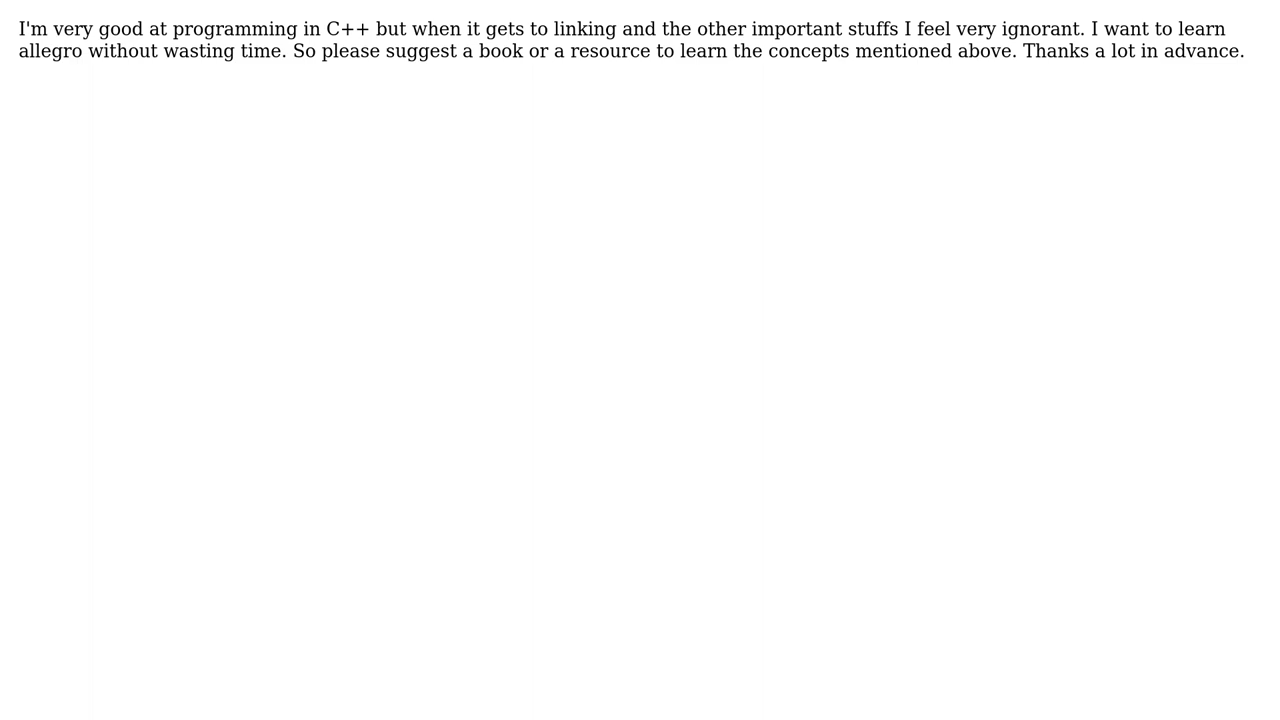 I'm very good at programming in C++ but when it gets to linking and the other important stuffs I feel very ignorant. I want to learn
allegro without wasting time. So please suggest a book or a resource to learn the concepts mentioned above. Thanks a lot in advance.